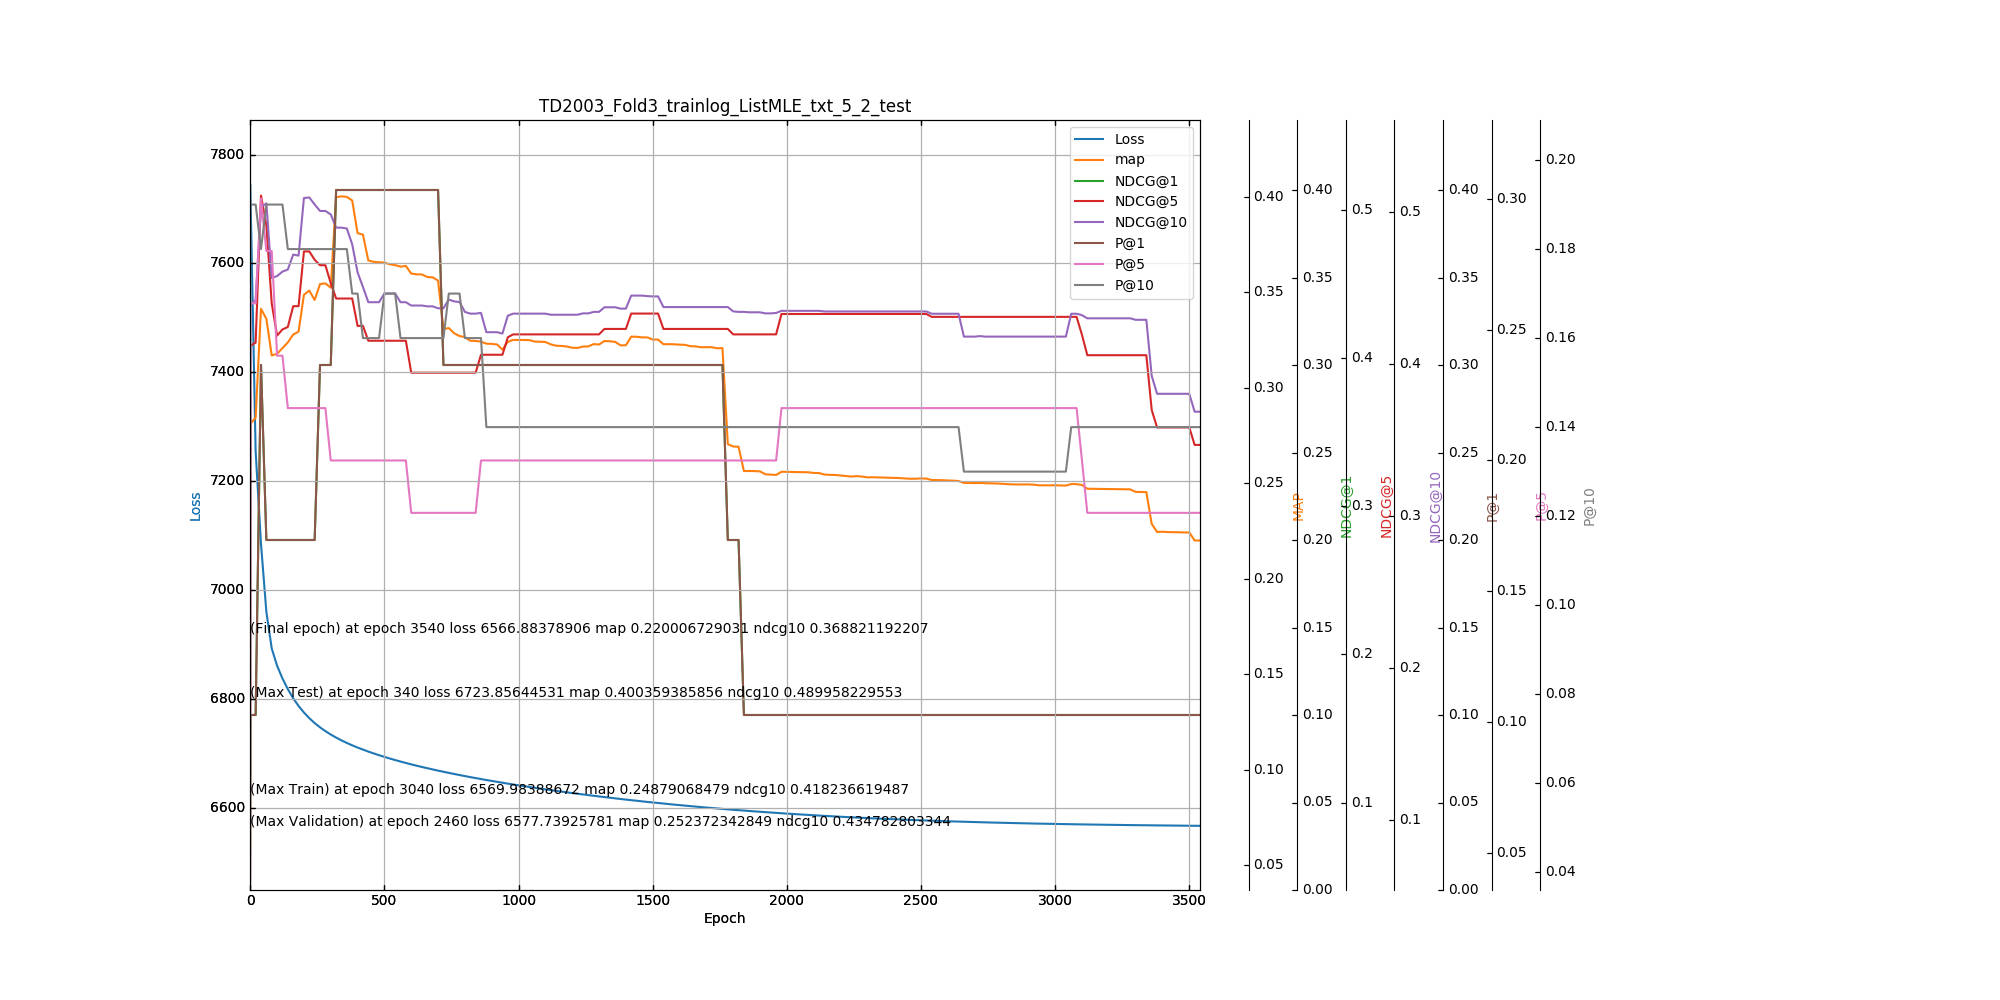 TD2003_Fold3_trainlog_ListMLE_txt_5_2_test
Loss
map
NDCG@1
NDCG@5
NDCG@10
P@1
P@5
P@10
7800
7600
7400
7200
7000
6800
6600
Loss
(Final epoch) at epoch 3540 loss 6566.88378906 map 0.220006729031 ndcg10 0.368821192207
(Max Test) at epoch 340 loss 6723.85644531 map 0.400359385856 ndcg10 0.489958229553
(Max Train) at epoch 3040 loss 6569.98388672 map 0.24879068479 ndcg10 0.418236619487
(Max Validation) at epoch 2460 loss 6577.73925781 map 0.252372342849 ndcg10 0.434782803344
0 500 1000 1500 2000 2500 3000 3500
Epoch
0.40
0.35
0.30
0.25
0.20
0.15
0.10
0.05
MAP
0.40
0.35
0.30
0.25
0.20
0.15
0.10
0.05
0.00
NDCG@1
0.5
0.4
0.3
0.2
0.1
NDCG@5
0.5
0.4
0.3
0.2
0.1
NDCG@10
0.40
0.35
0.30
0.25
0.20
0.15
0.10
0.05
0.00
P@1
0.30
0.25
0.20
0.15
0.10
0.05
P@5
0.20
0.18
0.16
0.14
0.12
0.10
0.08
0.06
0.04
P@10